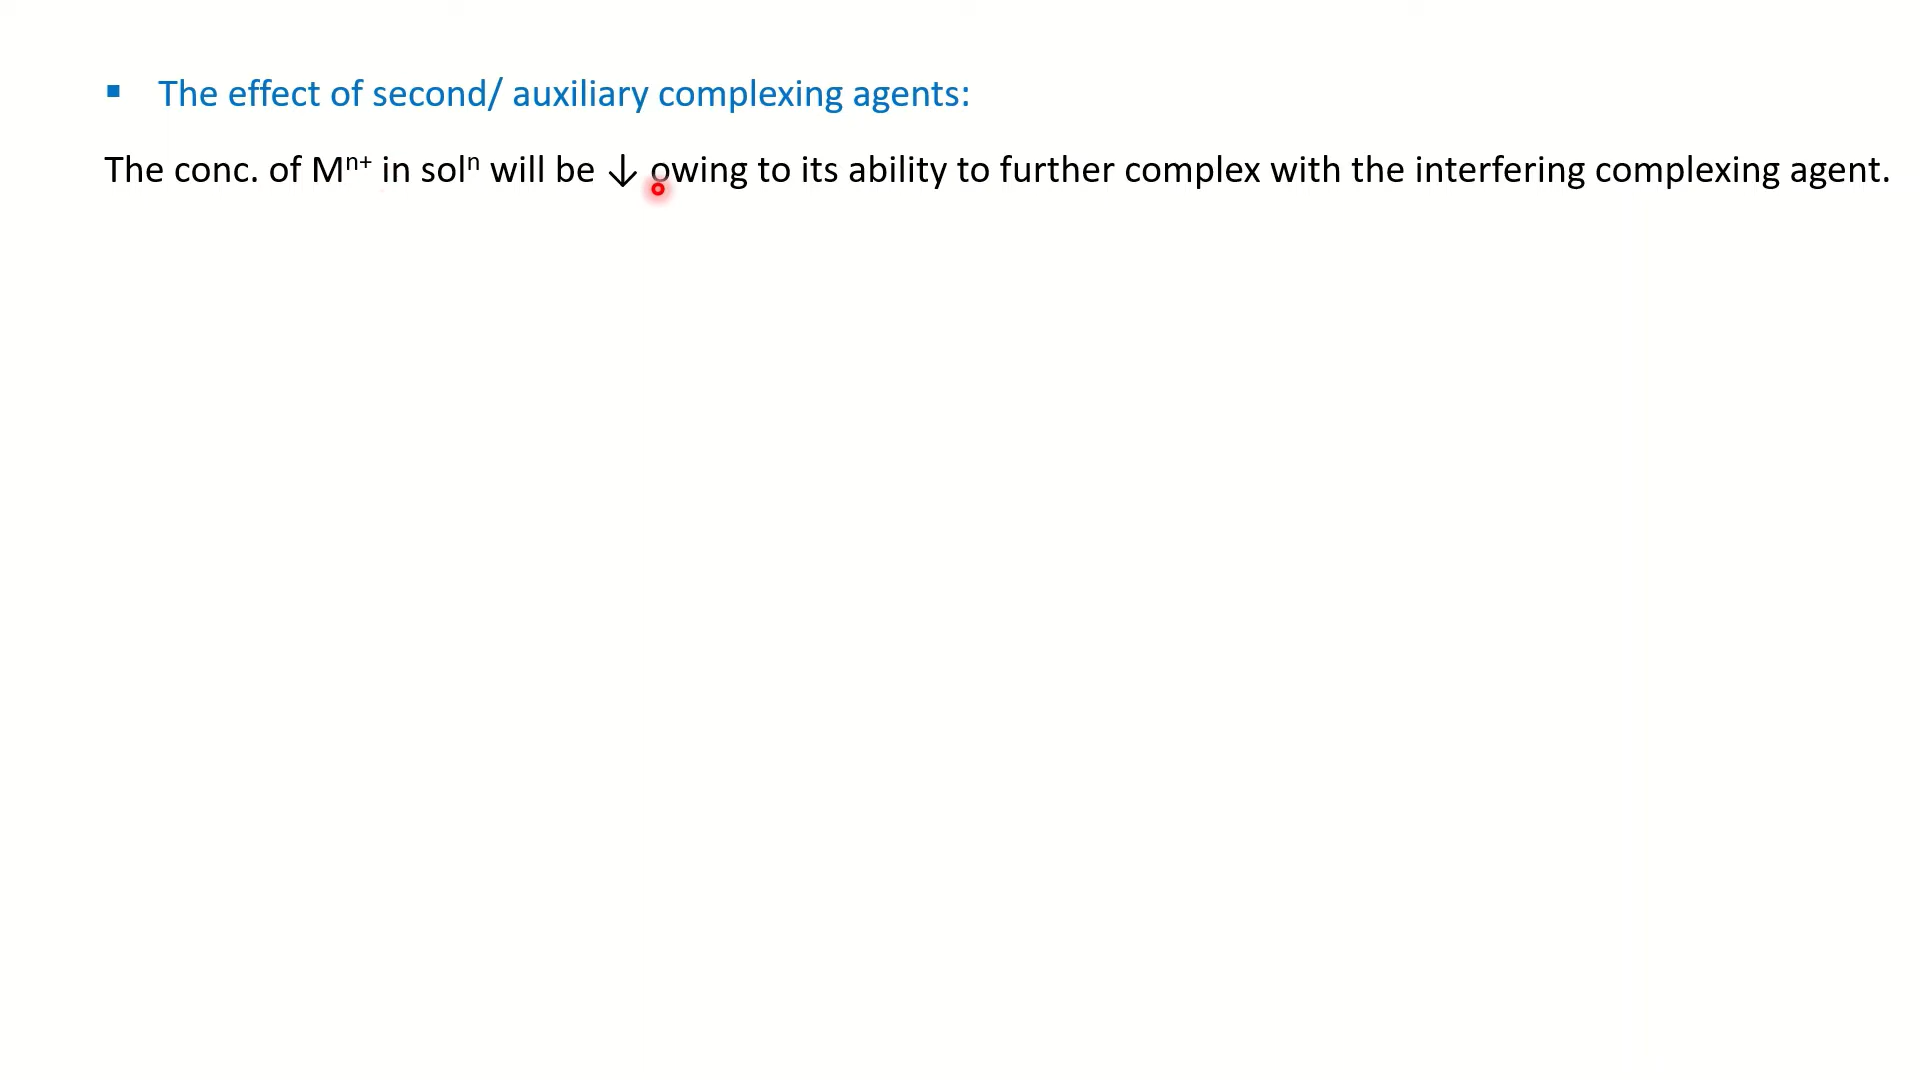 ▪ The effect of second/ auxiliary complexing agents:
The conc. of Mⁿ⁺ in solⁿ will be ↓ owing to its ability to further complex with the interfering complexing agent.